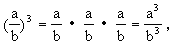 (a/b)³ = a/b • a/b • a/b = a³/b³ ,